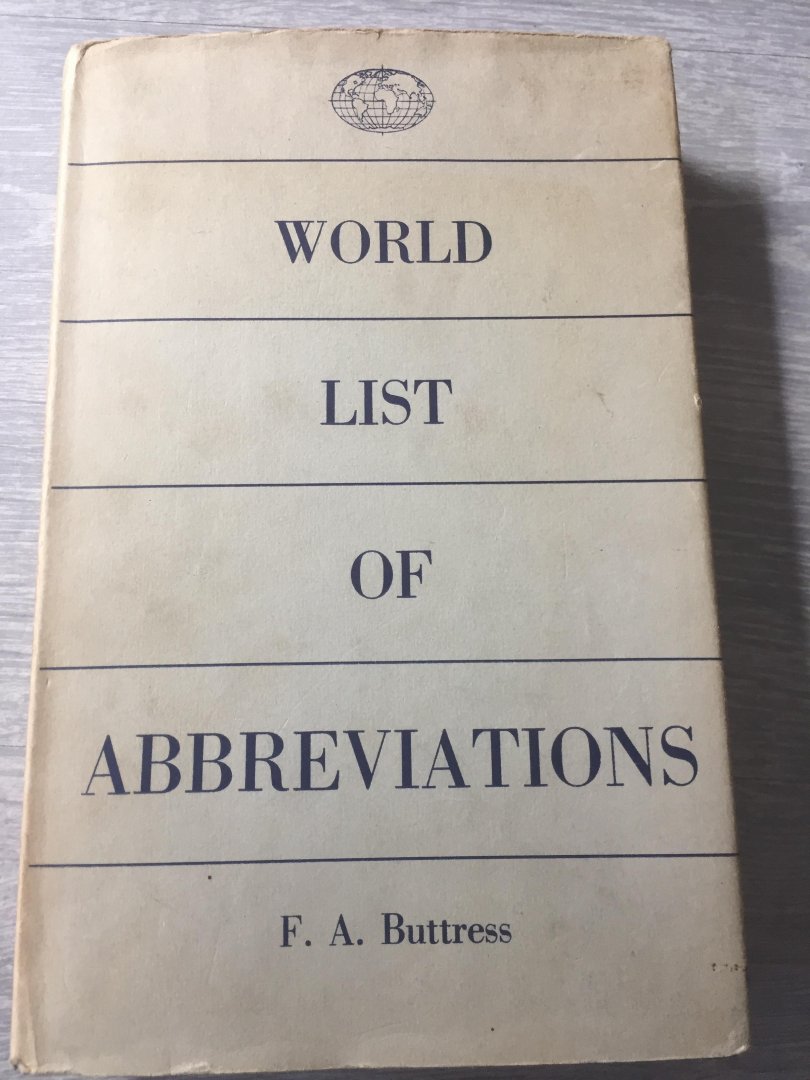 WORLD
LIST
OF
ABBREVIATIONS
F. A. Buttress